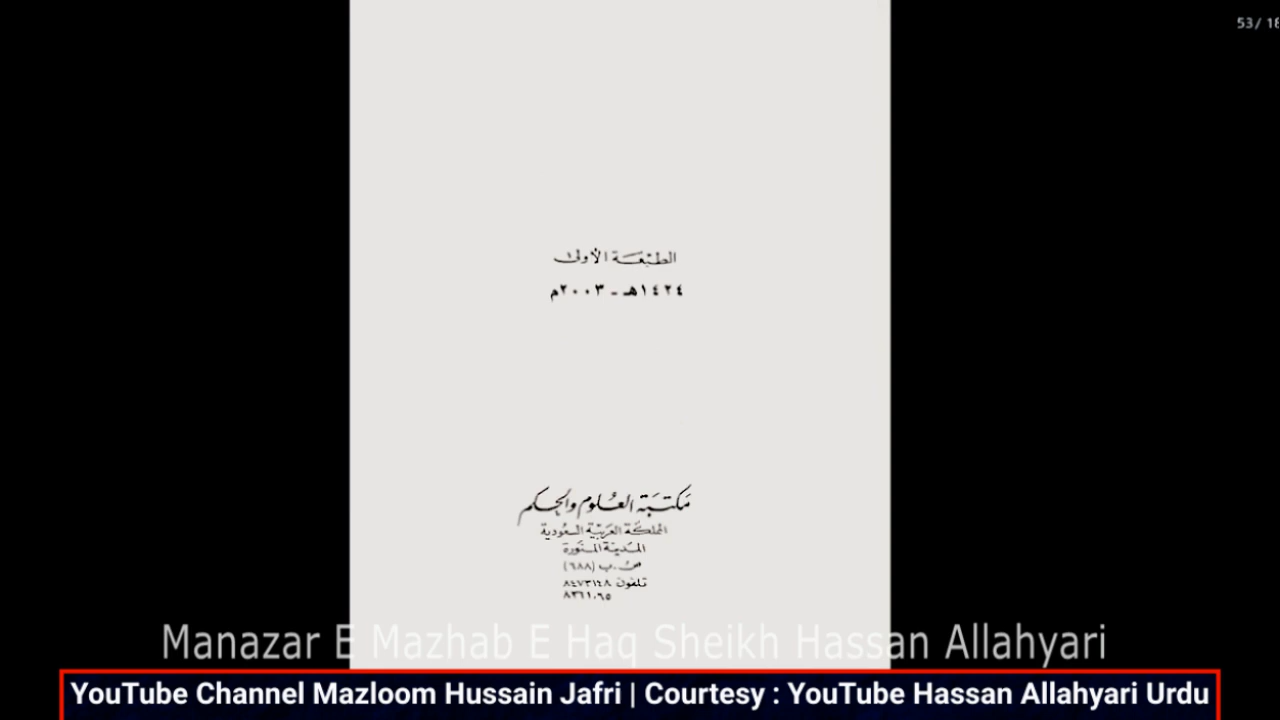 53/ 18
الطبعة الأولى
١٤٢٤هـ - ٢٠٠٣م
مكتبة العلوم والحكم
المملكة العربية السعودية
المدينة المنورة
ص.ب (٦٨٨)
تلفون ٨٤٧٣١٤٨
٨٣٦١٠٦٥
Manazar E Mazhab E Haq Sheikh Hassan Allahyari
YouTube Channel Mazloom Hussain Jafri | Courtesy : YouTube Hassan Allahyari Urdu